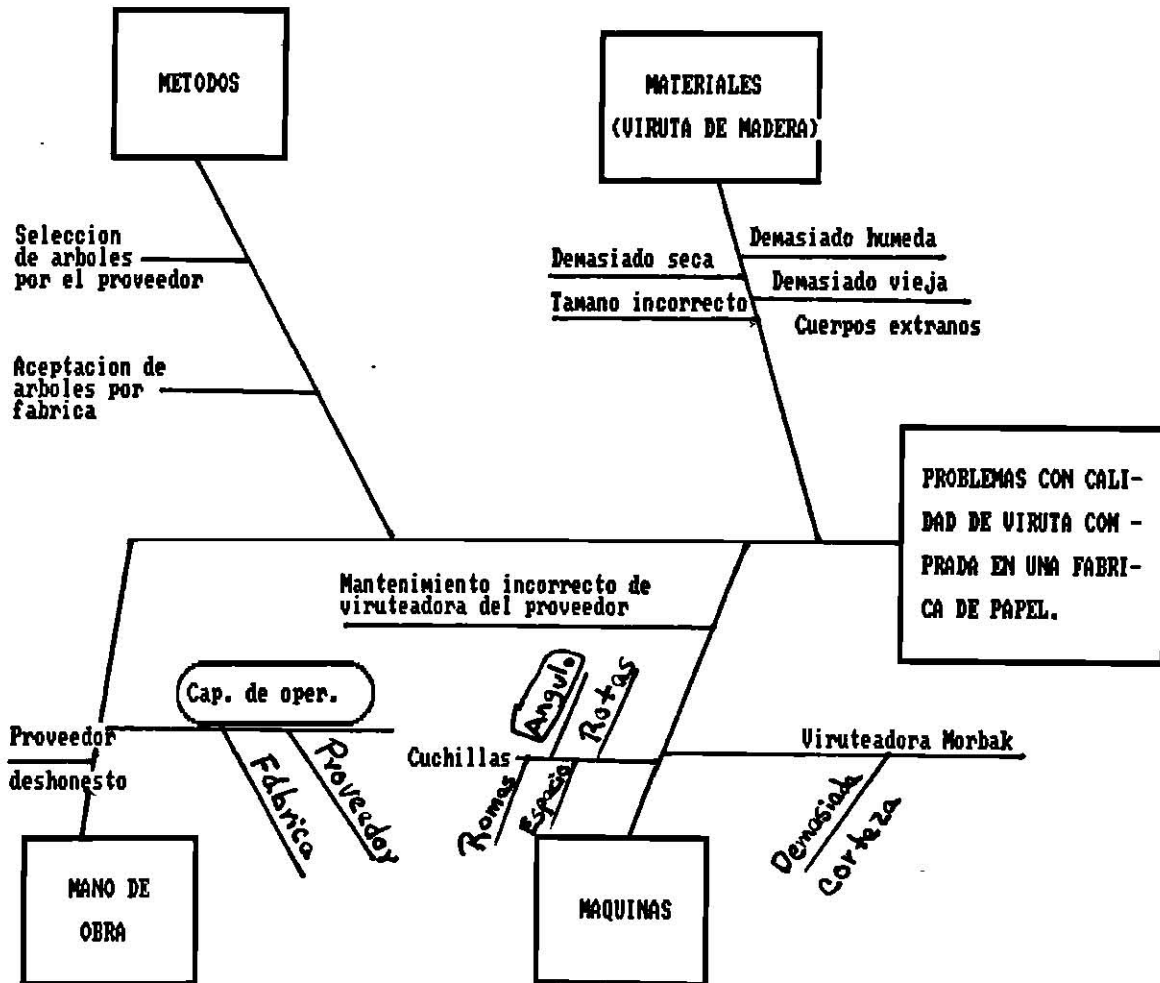 METODOS
MATERIALES
(VIRUTA DE MADERA)
Seleccion
de arboles
por el proveedor
Demasiado humeda
Demasiado seca
Demasiado vieja
Tamano incorrecto
Cuerpos extranos
Aceptacion de
arboles por
fabrica
PROBLEMAS CON CALI-
DAD DE VIRUTA COM -
PRADA EN UNA FABRI-
CA DE PAPEL.
Mantenimiento incorrecto de
viruteadora del proveedor
Cap. de oper.
Angul.
Rotas
Proveedor
deshonesto
Fábrica
Proveedor
Cuchillas
Romas
Espacio
Viruteadora Morbak
Demasiada
Corteza
MANO DE
OBRA
MAQUINAS